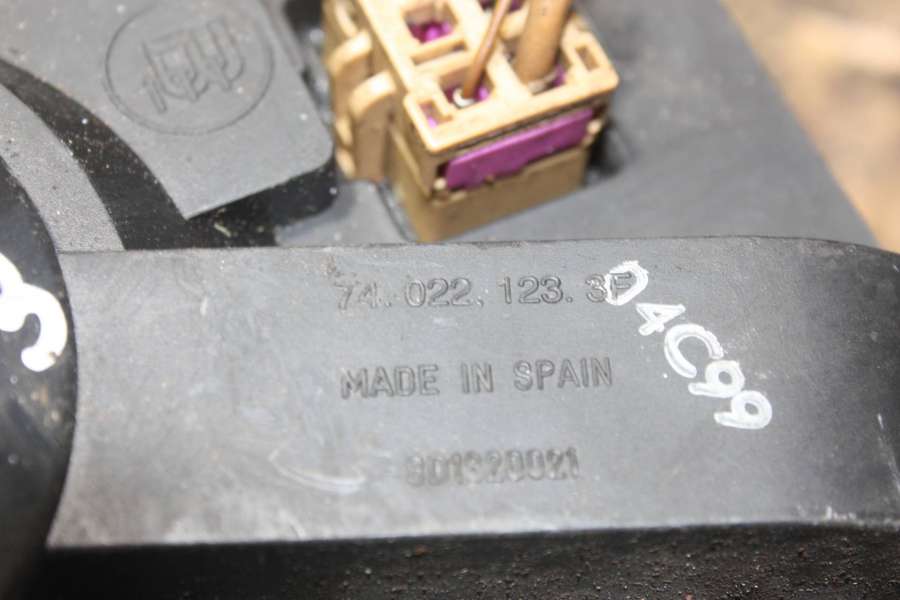 74.022.123.3F
D4C99
MADE IN SPAIN
8D1820021